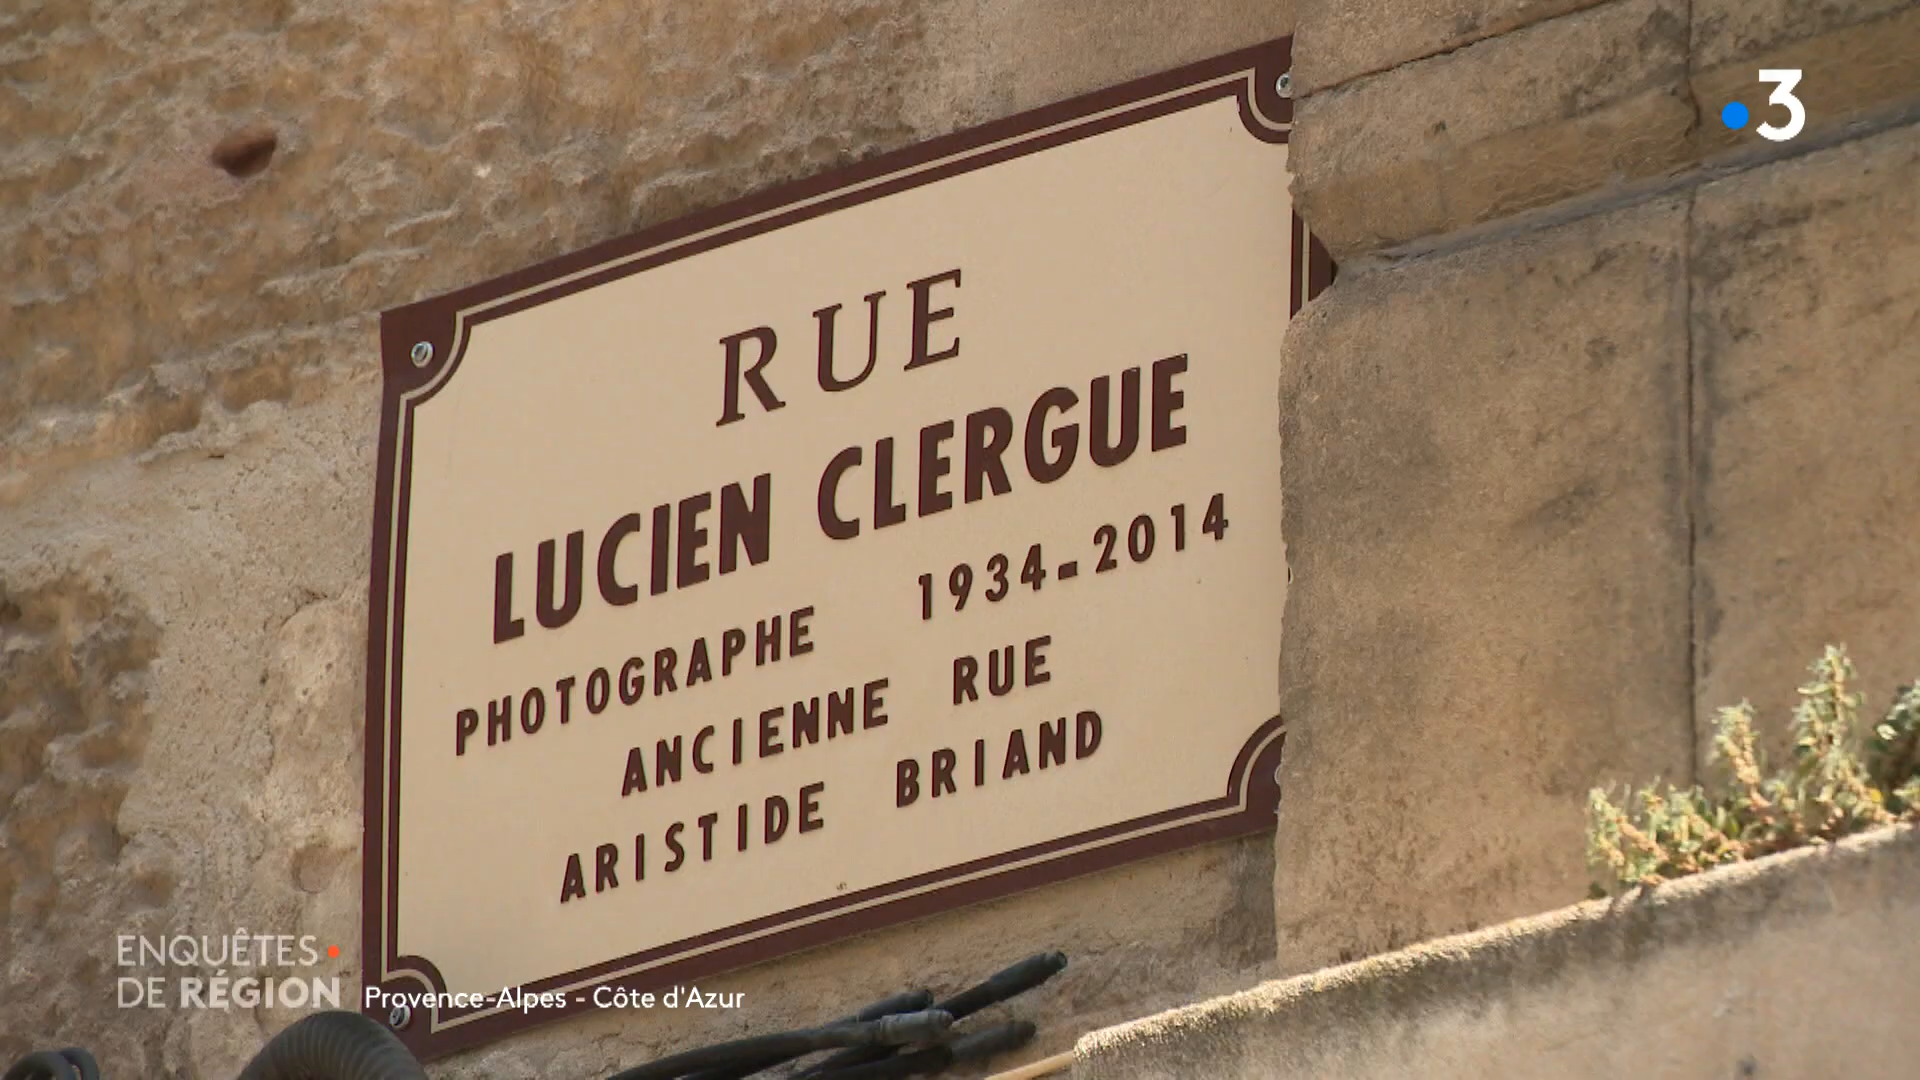 3
RUE
LUCIEN CLERGUE
PHOTOGRAPHE 1934-2014
ANCIENNE RUE
ARISTIDE BRIAND
ENQUÊTES
DE RÉGION Provence-Alpes - Côte d'Azur